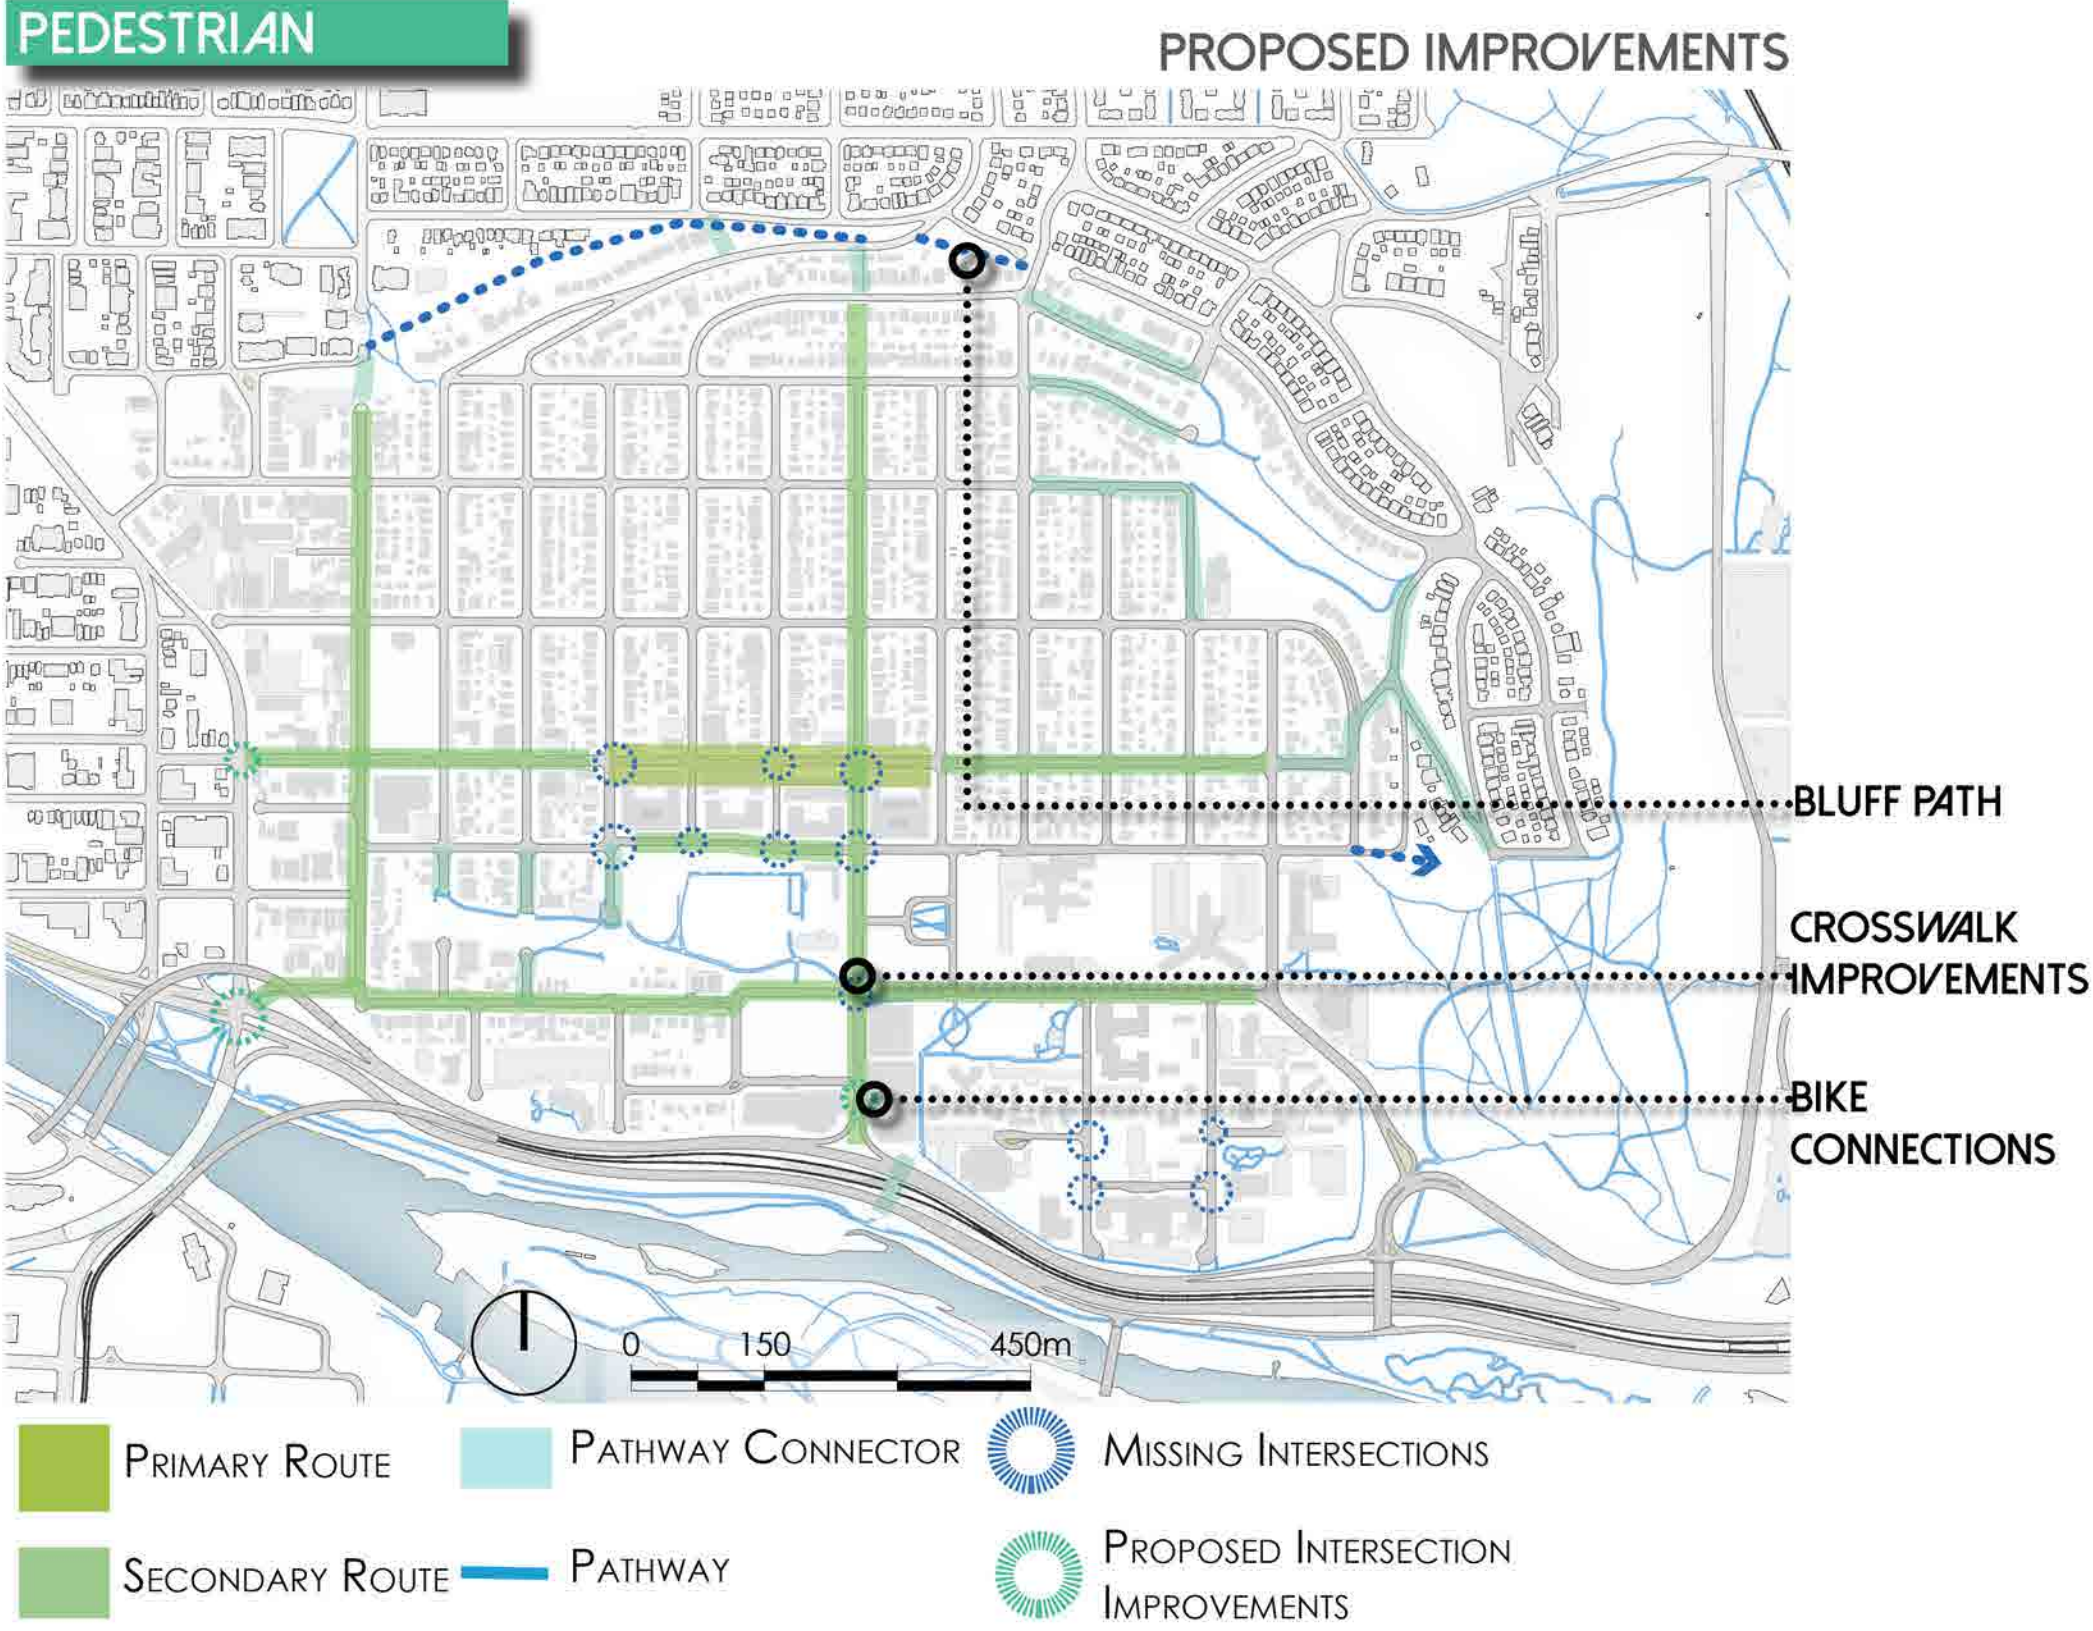 PEDESTRIAN
PROPOSED IMPROVEMENTS
BLUFF PATH
CROSSWALK
IMPROVEMENTS
BIKE
CONNECTIONS
0 150 450m
PRIMARY ROUTE
PATHWAY CONNECTOR
MISSING INTERSECTIONS
SECONDARY ROUTE
PATHWAY
PROPOSED INTERSECTION
IMPROVEMENTS